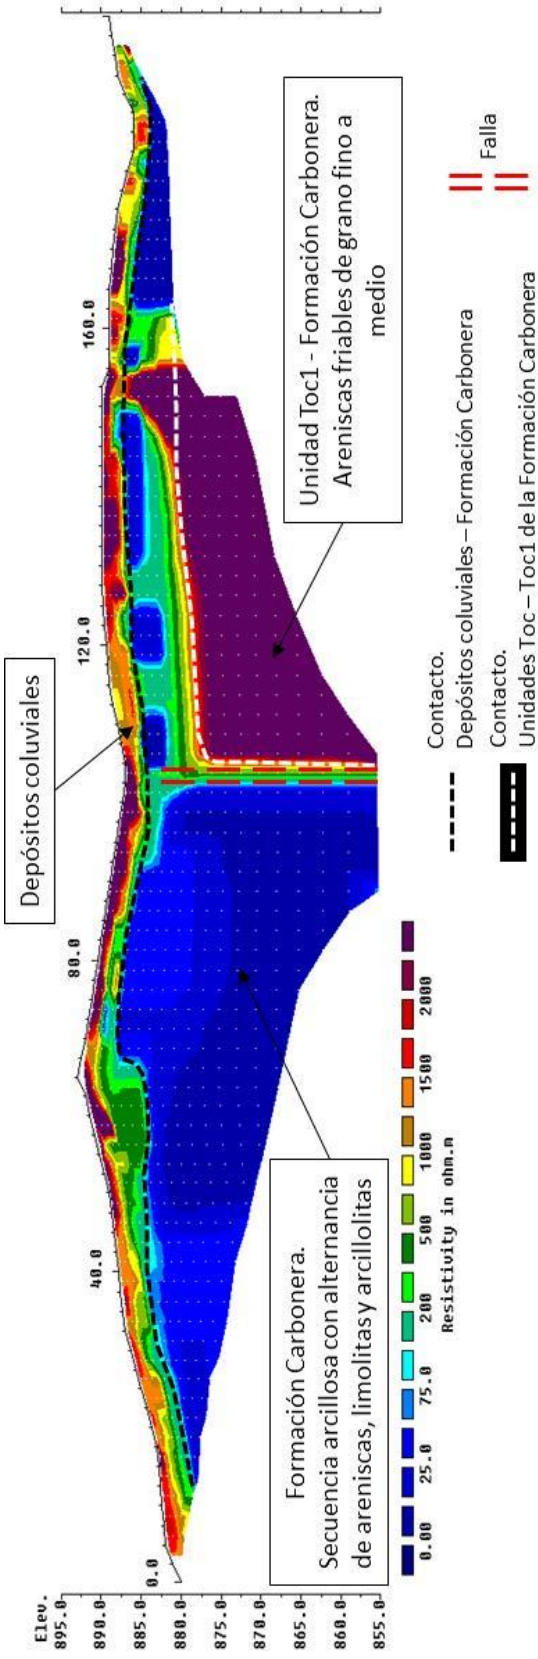 Elev.
895.0
890.0
885.0
880.0
875.0
870.0
865.0
860.0
855.0
0.0
40.0
80.0
120.0
160.0
Depósitos coluviales
Formación Carbonera.
Secuencia arcillosa con alternancia
de areniscas, limolitas y arcillolitas
Unidad Toc1 - Formación Carbonera.
Areniscas friables de grano fino a
medio
0.00 25.0 75.0 200 500 1000 1500 2000
Resistivity in ohm.m
Contacto.
Depósitos coluviales – Formación Carbonera
Contacto.
Unidades Toc – Toc1 de la Formación Carbonera
Falla